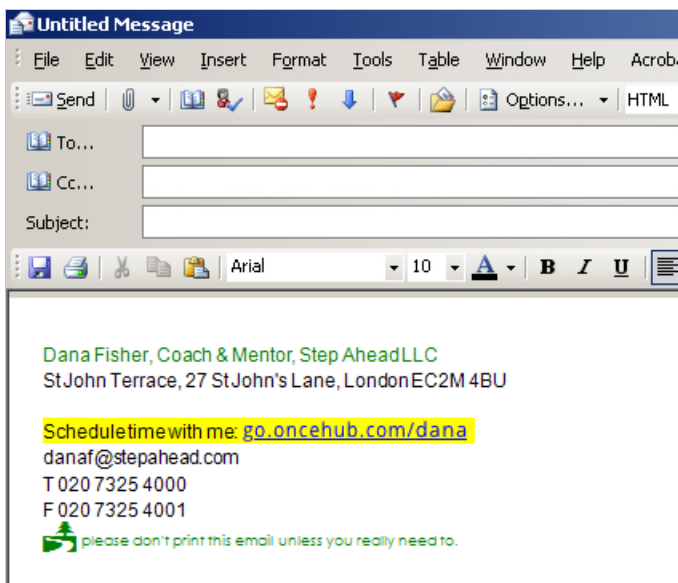 Untitled Message
File Edit View Insert Format Tools Table Window Help Acroba
Send Options... HTML
To...
Cc...
Subject:
Arial 10 A B I U
Dana Fisher, Coach & Mentor, Step Ahead LLC
St John Terrace, 27 St John's Lane, London EC2M 4BU
Schedule time with me: go.oncehub.com/dana
danaf@stepahead.com
T 020 7325 4000
F 020 7325 4001
please don't print this email unless you really need to.